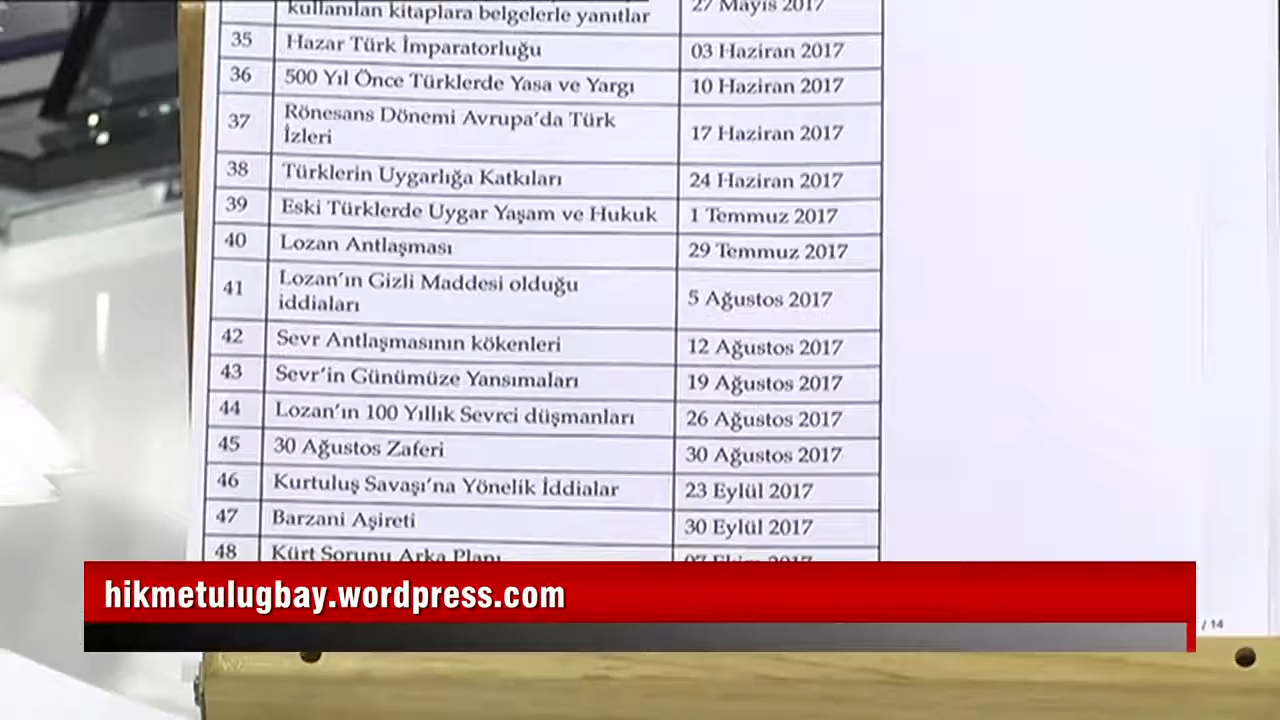 kullanılan kitaplara belgelerle yanıtlar 27 Mayıs 2017
35 Hazar Türk İmparatorluğu 03 Haziran 2017
36 500 Yıl Önce Türklerde Yasa ve Yargı 10 Haziran 2017
37 Rönesans Dönemi Avrupa'da Türk
İzleri 17 Haziran 2017
38 Türklerin Uygarlığa Katkıları 24 Haziran 2017
39 Eski Türklerde Uygar Yaşam ve Hukuk 1 Temmuz 2017
40 Lozan Antlaşması 29 Temmuz 2017
41 Lozan'ın Gizli Maddesi olduğu
iddiaları 5 Ağustos 2017
42 Sevr Antlaşmasının kökenleri 12 Ağustos 2017
43 Sevr'in Günümüze Yansımaları 19 Ağustos 2017
44 Lozan'ın 100 Yıllık Sevrci düşmanları 26 Ağustos 2017
45 30 Ağustos Zaferi 30 Ağustos 2017
46 Kurtuluş Savaşı'na Yönelik İddialar 23 Eylül 2017
47 Barzani Aşireti 30 Eylül 2017
48 Kürt Sorunu Arka Planı 07 Ekim 2017
hikmetulugbay.wordpress.com
/ 14